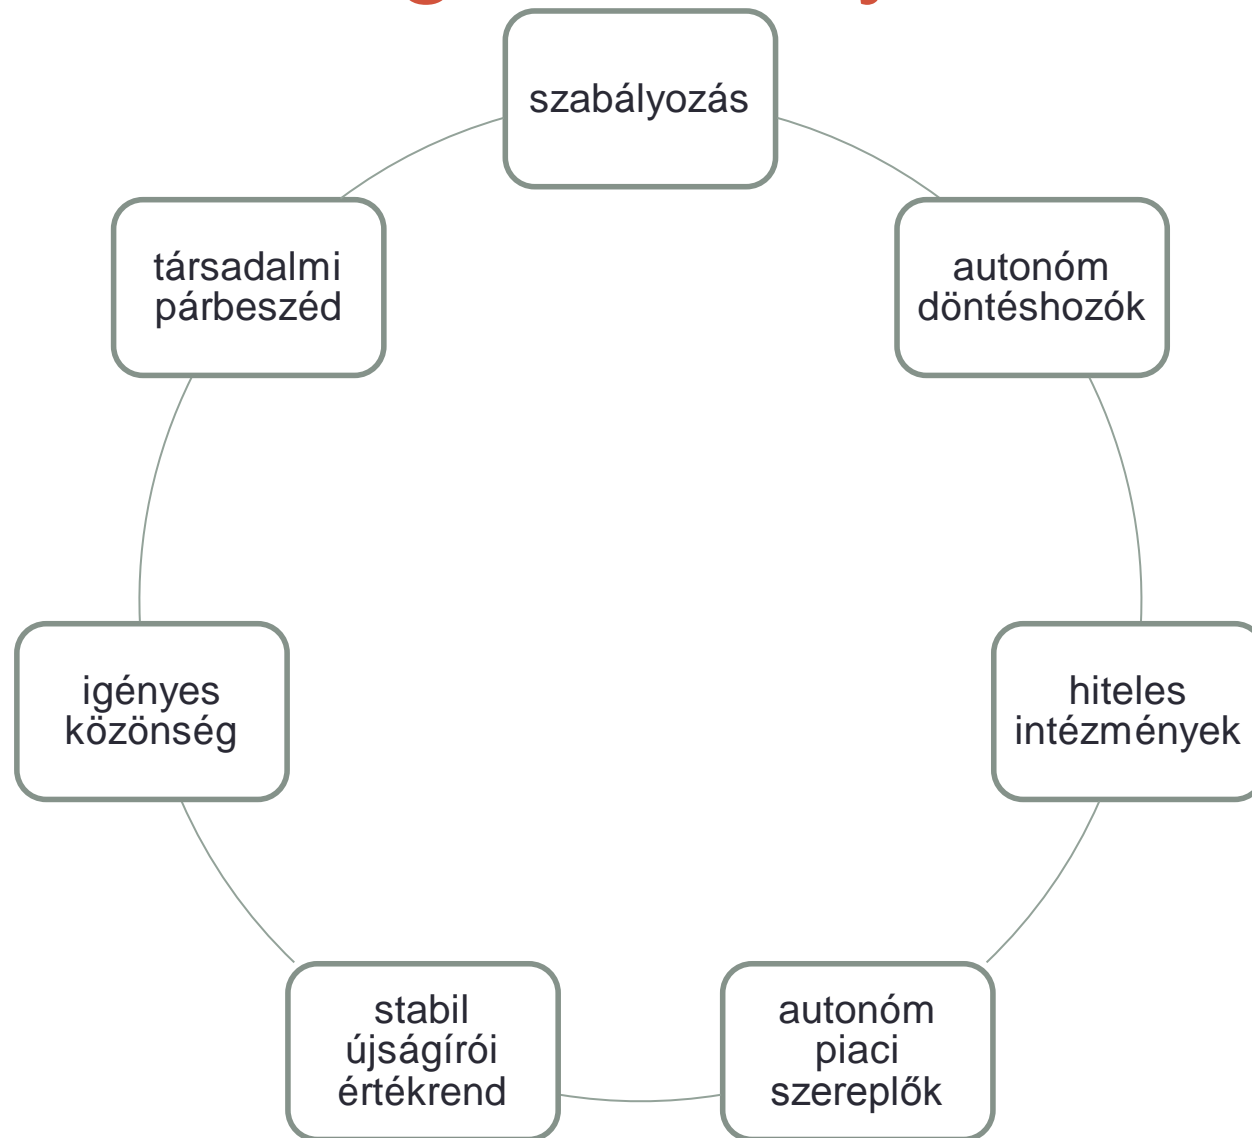 szabályozás
autonóm
döntéshozók
hiteles
intézmények
autonóm
piaci
szereplők
stabil
újságírói
értékrend
igényes
közönség
társadalmi
párbeszéd